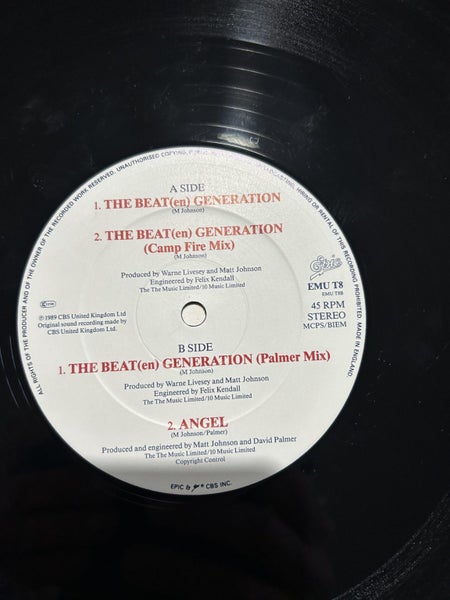 ALL RIGHTS OF THE PRODUCER AND OF THE OWNER OF THE RECORDED WORK RESERVED. UNAUTHORISED COPYING, HIRING OR RENTAL OF THIS RECORDING PROHIBITED. MADE IN ENGLAND.
A SIDE
1. THE BEAT(en) GENERATION
(M Johnson)
2. THE BEAT(en) GENERATION
(Camp Fire Mix)
(M Johnson)
Produced by Warne Livesey and Matt Johnson
Engineered by Felix Kendall
The The Music Limited/10 Music Limited
Epic
EMU T8
EMU T8B
45 RPM
STEREO
MCPS/BIEM
℗ 1989 CBS United Kingdom Ltd
Original sound recording made by
CBS United Kingdom Ltd.
B SIDE
1. THE BEAT(en) GENERATION (Palmer Mix)
(M Johnson)
Produced by Warne Livesey and Matt Johnson
Engineered by Felix Kendall
The The Music Limited/10 Music Limited
2. ANGEL
(M Johnson/Palmer)
Produced and engineered by Matt Johnson and David Palmer
The The Music Limited/10 Music Limited
Copyright Control
EPIC & CBS INC.